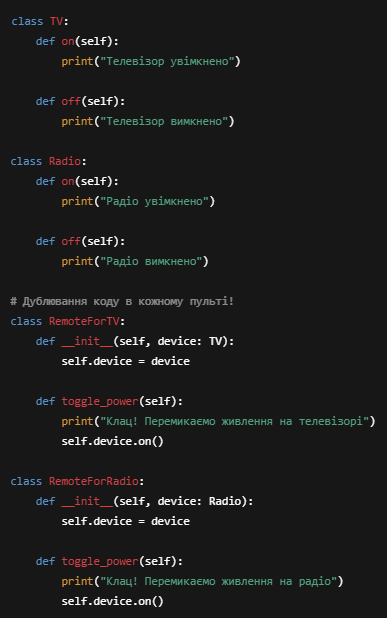 class TV:
    def on(self):
        print("Телевізор увімкнено")

    def off(self):
        print("Телевізор вимкнено")

class Radio:
    def on(self):
        print("Радіо увімкнено")

    def off(self):
        print("Радіо вимкнено")

# Дублювання коду в кожному пульті!
class RemoteForTV:
    def __init__(self, device: TV):
        self.device = device

    def toggle_power(self):
        print("Клац! Перемикаємо живлення на телевізорі")
        self.device.on()

class RemoteForRadio:
    def __init__(self, device: Radio):
        self.device = device

    def toggle_power(self):
        print("Клац! Перемикаємо живлення на радіо")
        self.device.on()